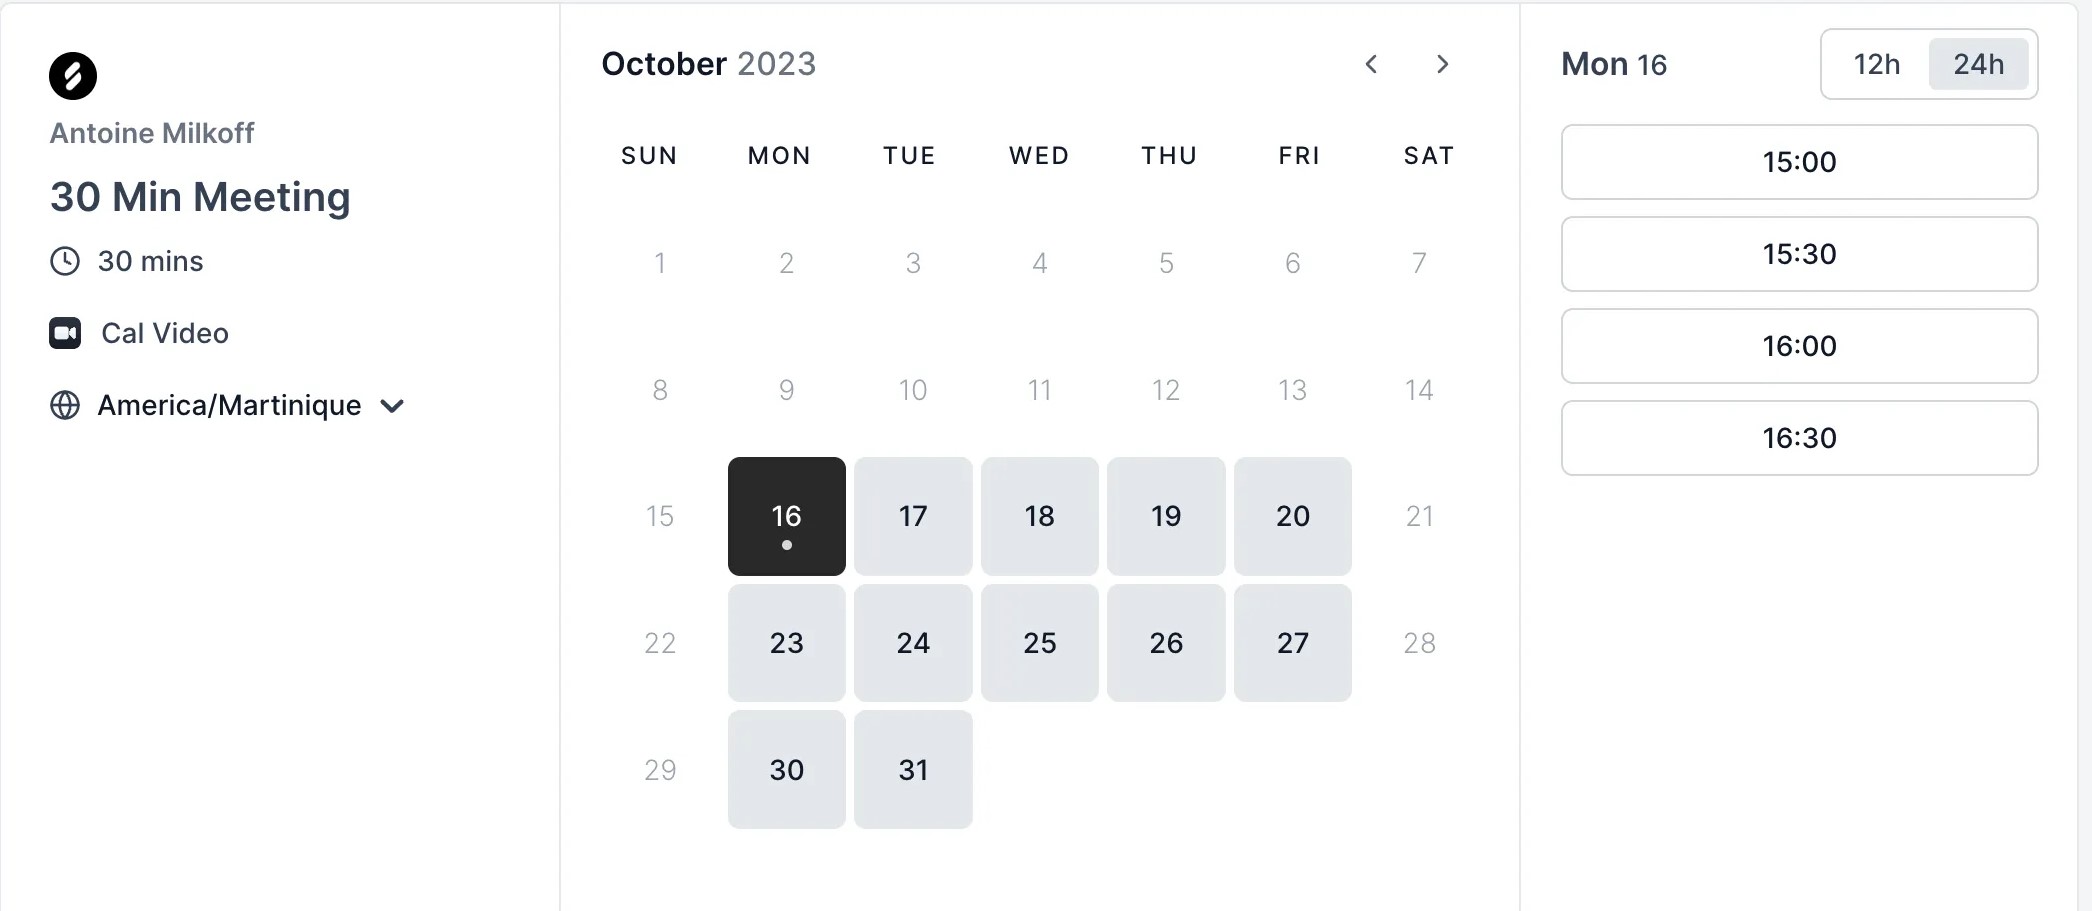 Antoine Milkoff
30 Min Meeting
30 mins
Cal Video
America/Martinique
October 2023
SUN MON TUE WED THU FRI SAT
1 2 3 4 5 6 7
8 9 10 11 12 13 14
15 16 17 18 19 20 21
22 23 24 25 26 27 28
29 30 31
Mon 16
12h 24h
15:00
15:30
16:00
16:30